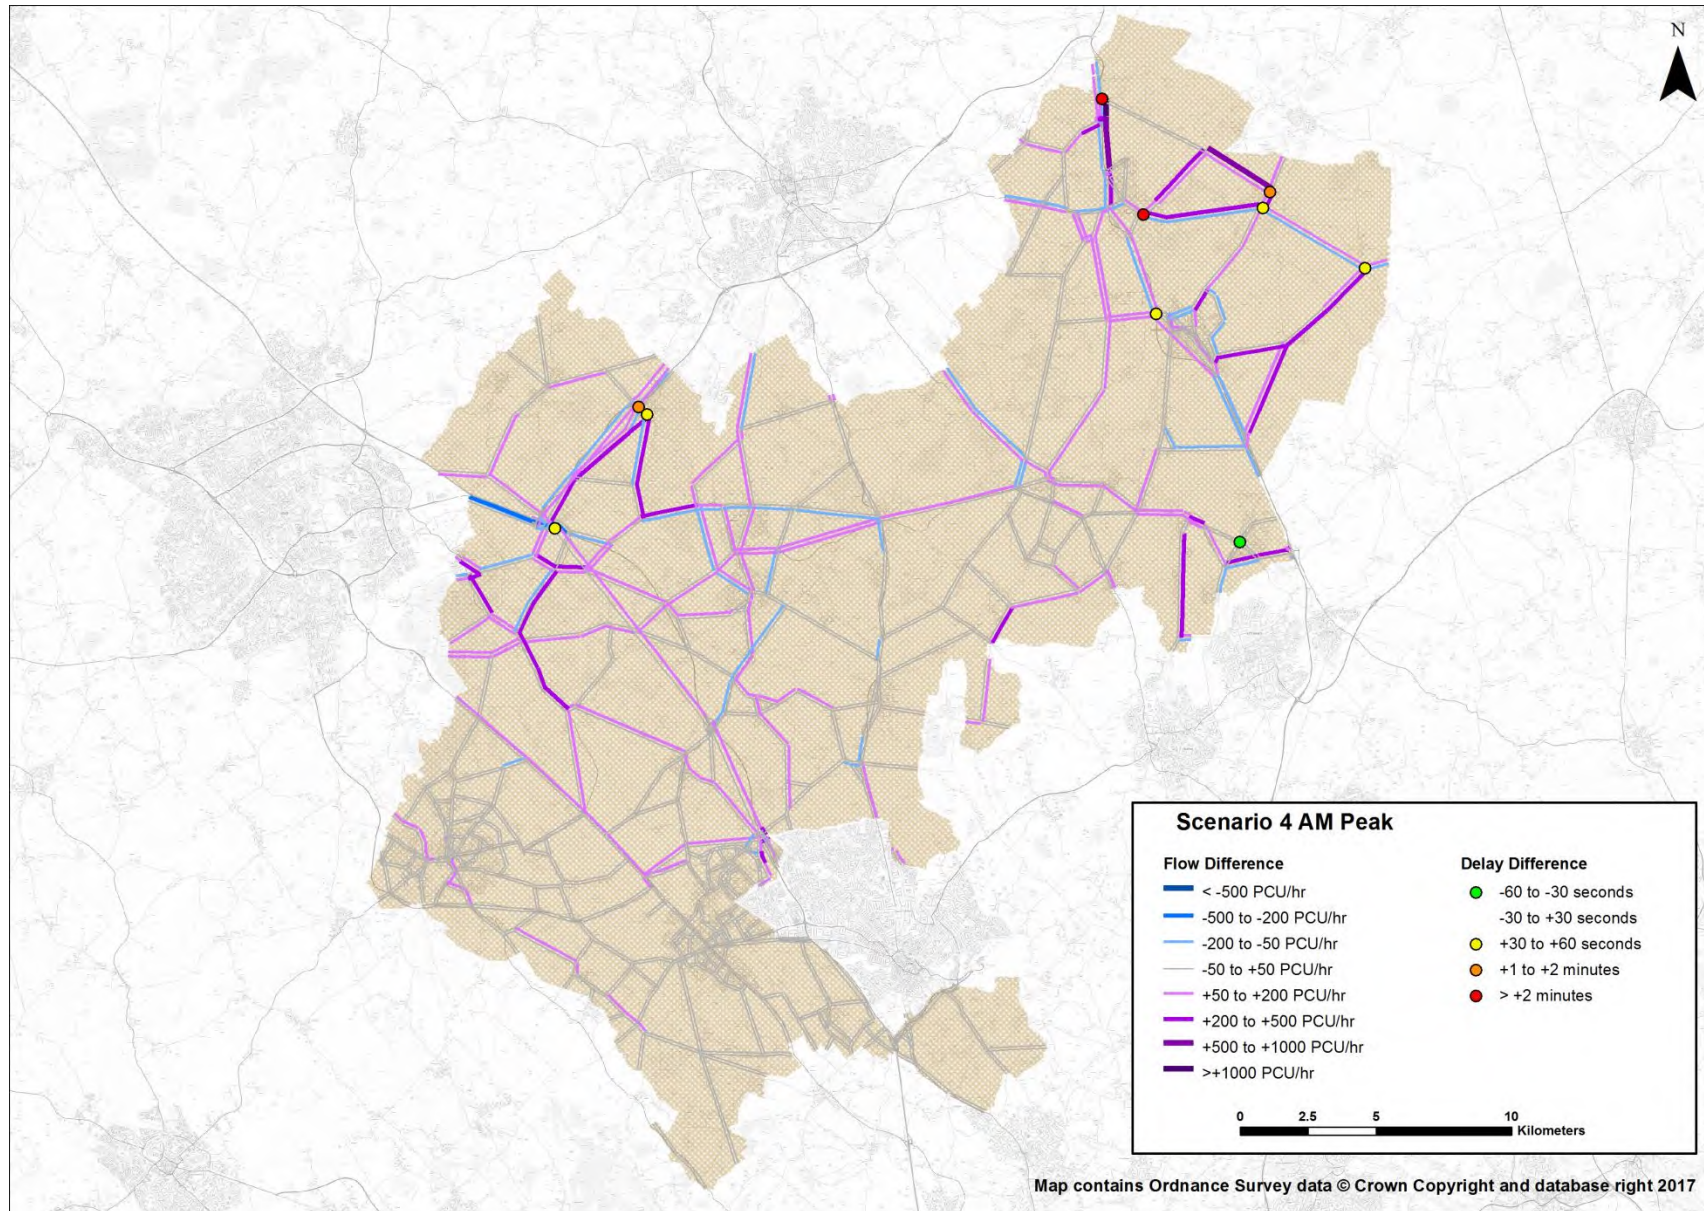 N
Scenario 4 AM Peak
Flow Difference
< -500 PCU/hr
-500 to -200 PCU/hr
-200 to -50 PCU/hr
-50 to +50 PCU/hr
+50 to +200 PCU/hr
+200 to +500 PCU/hr
+500 to +1000 PCU/hr
>+1000 PCU/hr
Delay Difference
-60 to -30 seconds
-30 to +30 seconds
+30 to +60 seconds
+1 to +2 minutes
> +2 minutes
0 2.5 5 10
Kilometers
Map contains Ordnance Survey data © Crown Copyright and database right 2017